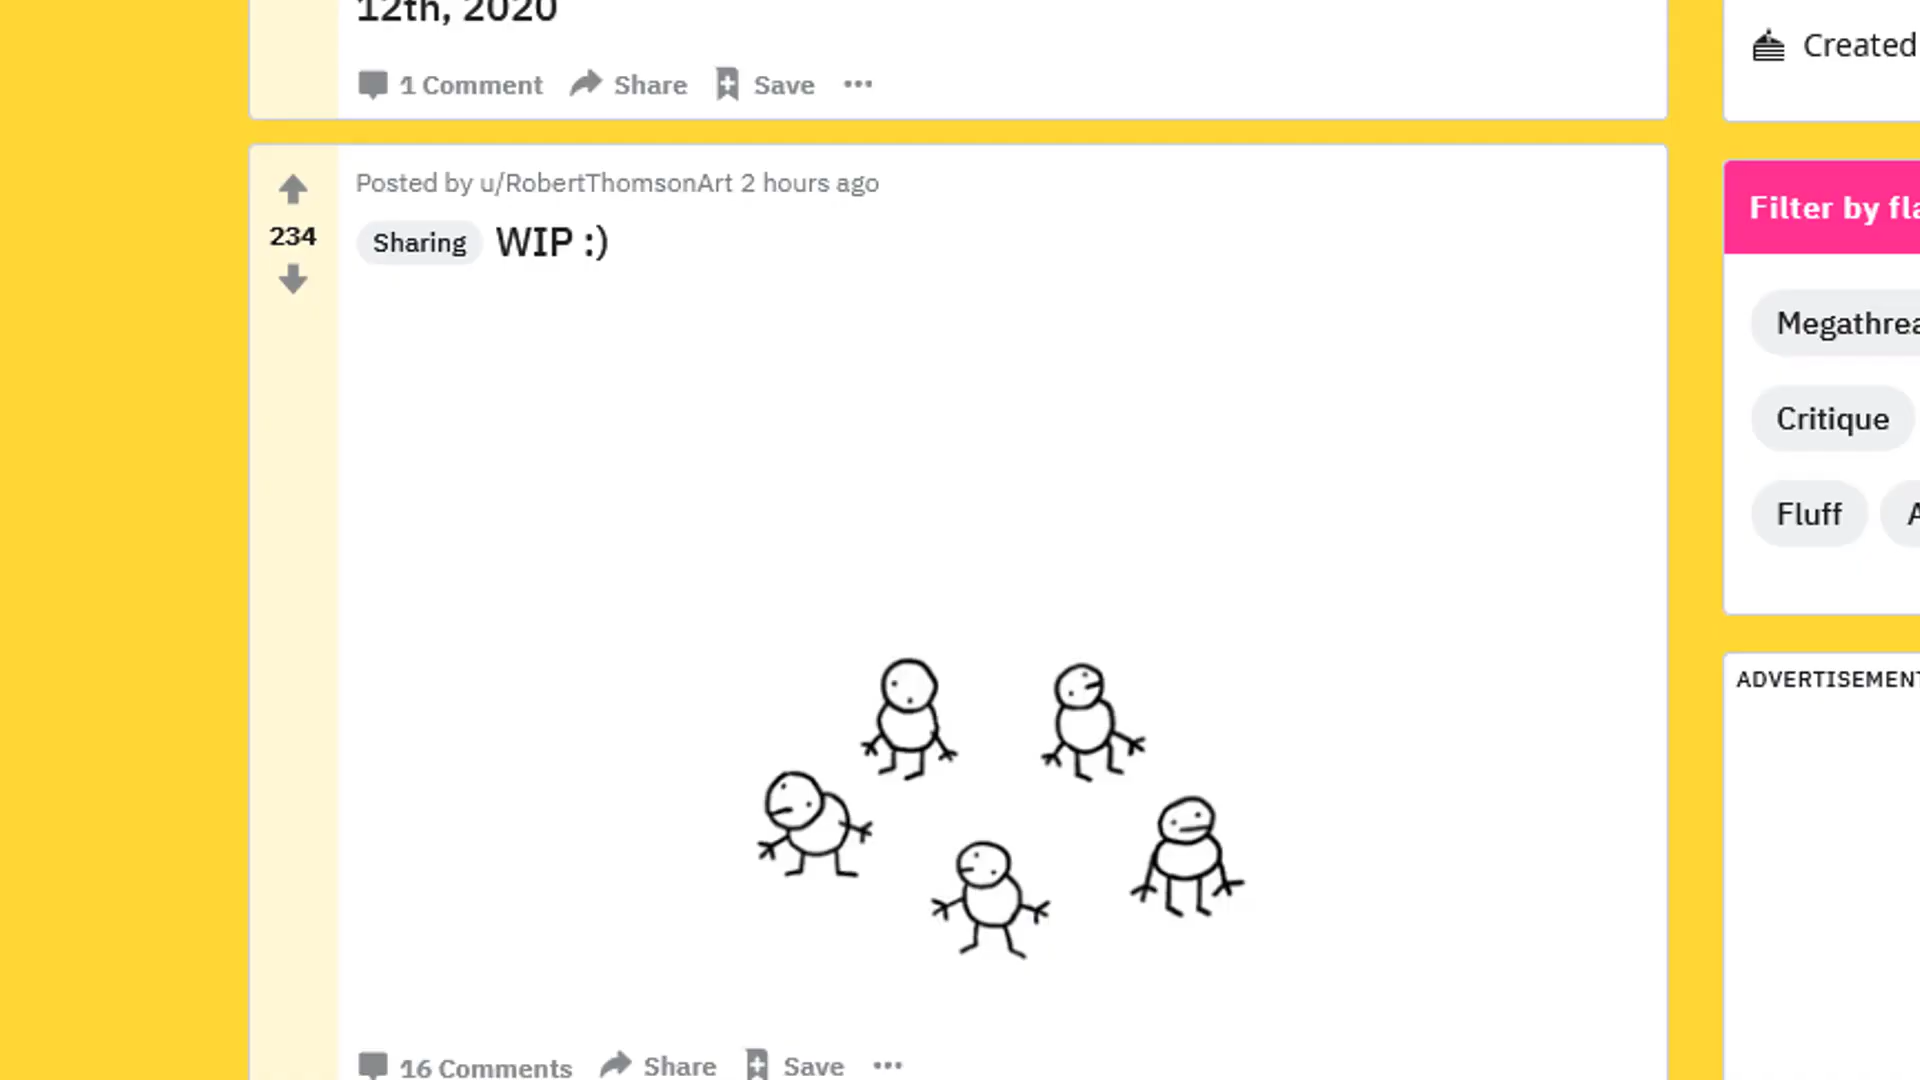 12th, 2020
1 Comment Share Save
Posted by u/RobertThomsonArt 2 hours ago
234
Sharing WIP :)
16 Comments Share Save
Created
Filter by fla
Megathrea
Critique
Fluff A
ADVERTISEMENT